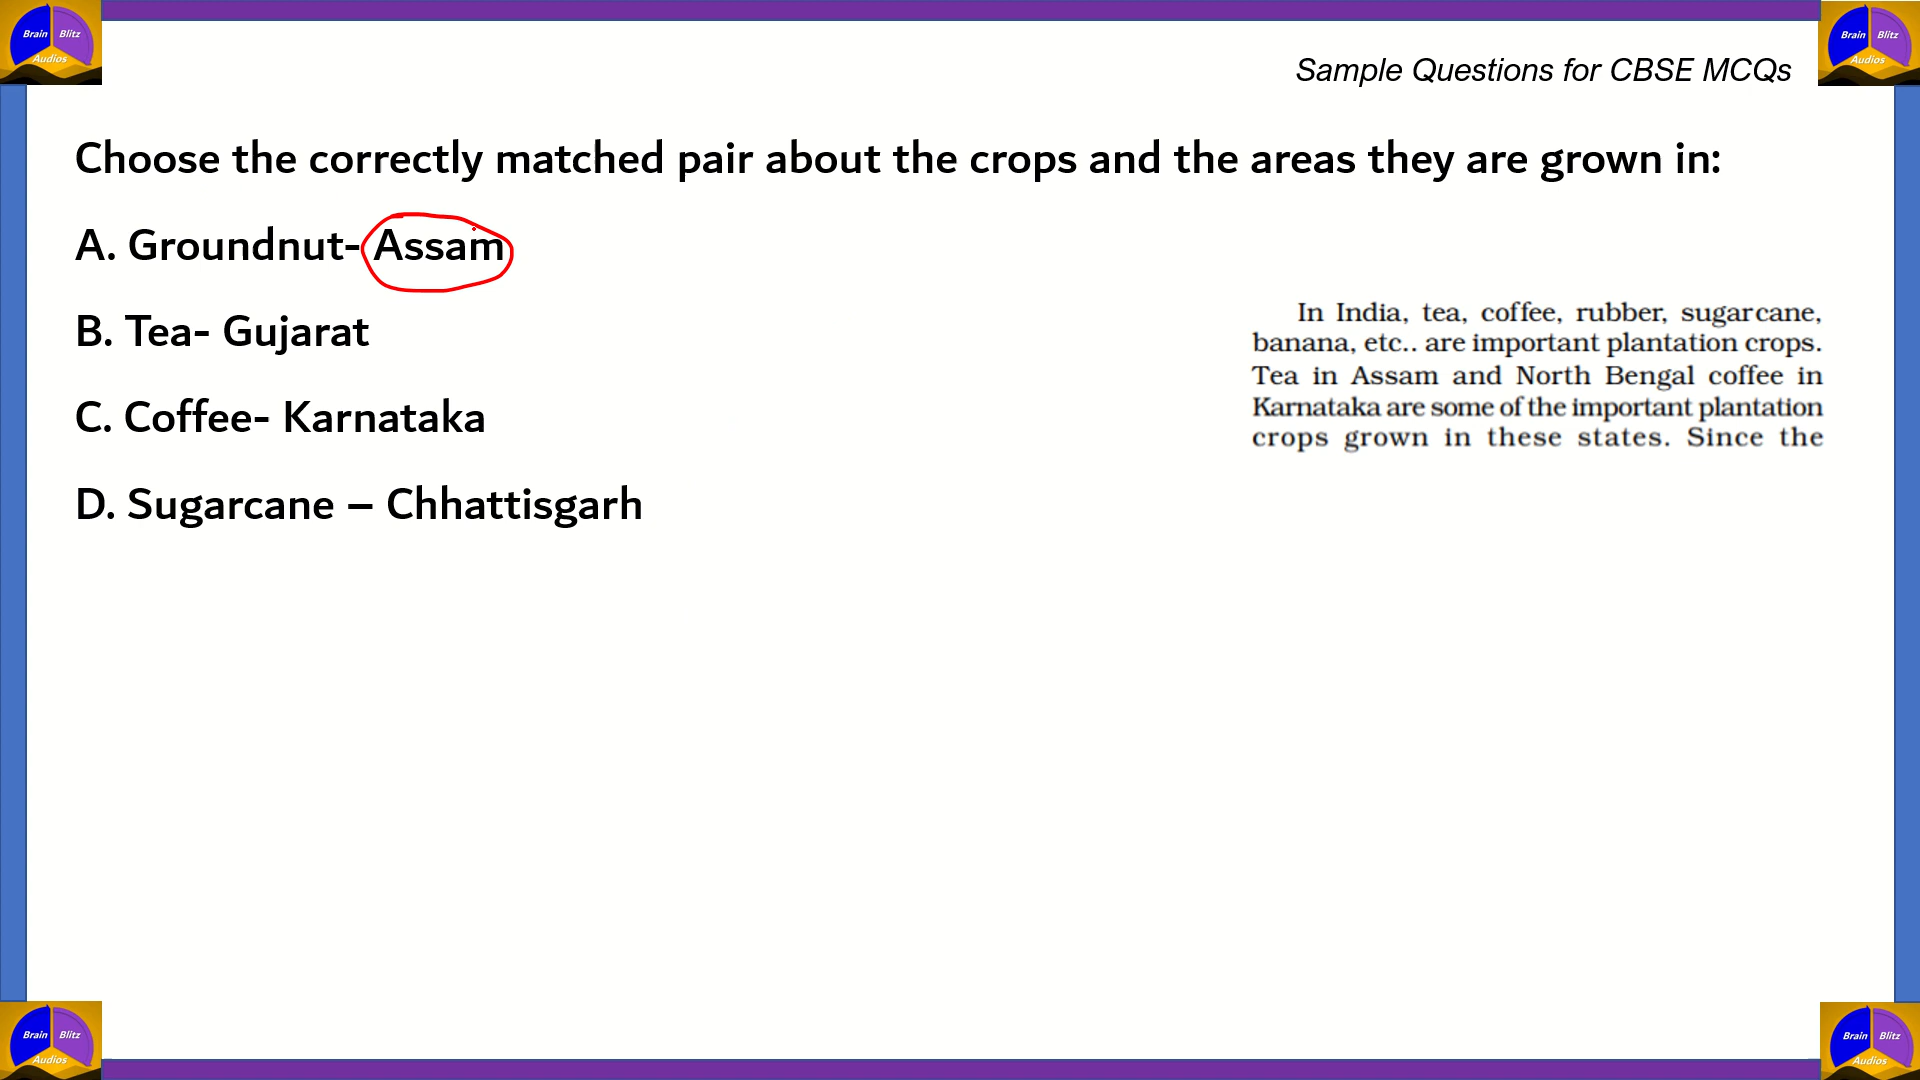 Brain Blitz
Audios
Brain Blitz
Audios
Sample Questions for CBSE MCQs
Choose the correctly matched pair about the crops and the areas they are grown in:
A. Groundnut- Assam
B. Tea- Gujarat
C. Coffee- Karnataka
D. Sugarcane – Chhattisgarh
In India, tea, coffee, rubber, sugarcane,
banana, etc.. are important plantation crops.
Tea in Assam and North Bengal coffee in
Karnataka are some of the important plantation
crops grown in these states. Since the
Brain Blitz
Audios
Brain Blitz
Audios